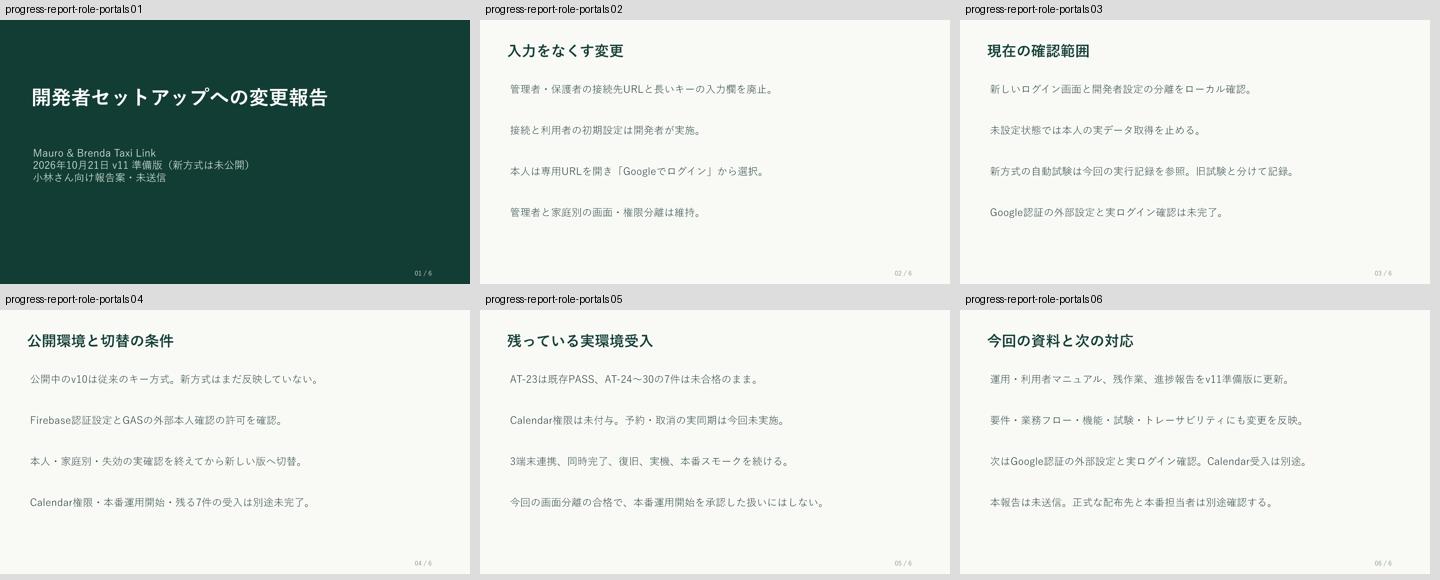 progress-report-role-portals 01
開発者セットアップへの変更報告
Mauro & Brenda Taxi Link
2026年10月21日 v11 準備版（新方式は未公開）
小林さん向け報告案・未送信
01 / 6
progress-report-role-portals 02
入力をなくす変更
管理者・保護者の接続先URLと長いキーの入力欄を廃止。
接続と利用者の初期設定は開発者が実施。
本人は専用URLを開き「Googleでログイン」から選択。
管理者と家庭別の画面・権限分離は維持。
02 / 6
progress-report-role-portals 03
現在の確認範囲
新しいログイン画面と開発者設定の分離をローカル確認。
未設定状態では本人の実データ取得を止める。
新方式の自動試験は今回の実行記録を参照。旧試験と分けて記録。
Google認証の外部設定と実ログイン確認は未完了。
03 / 6
progress-report-role-portals 04
公開環境と切替の条件
公開中のv10は従来のキー方式。新方式はまだ反映していない。
Firebase認証設定とGASの外部本人確認の許可を確認。
本人・家庭別・失効の実確認を終えてから新しい版へ切替。
Calendar権限・本番運用開始・残る7件の受入は別途未完了。
04 / 6
progress-report-role-portals 05
残っている実環境受入
AT-23は既存PASS、AT-24〜30の7件は未合格のまま。
Calendar権限は未付与。予約・取消の実同期は今回未実施。
3端末連携、同時完了、復旧、実機、本番スモークを続ける。
今回の画面分離の合格で、本番運用開始を承認した扱いにはしない。
05 / 6
progress-report-role-portals 06
今回の資料と次の対応
運用・利用者マニュアル、残作業、進捗報告をv11準備版に更新。
要件・業務フロー・機能・試験・トレーサビリティにも変更を反映。
次はGoogle認証の外部設定と実ログイン確認。Calendar受入は別途。
本報告は未送信。正式な配布先と本番担当者は別途確認する。
06 / 6